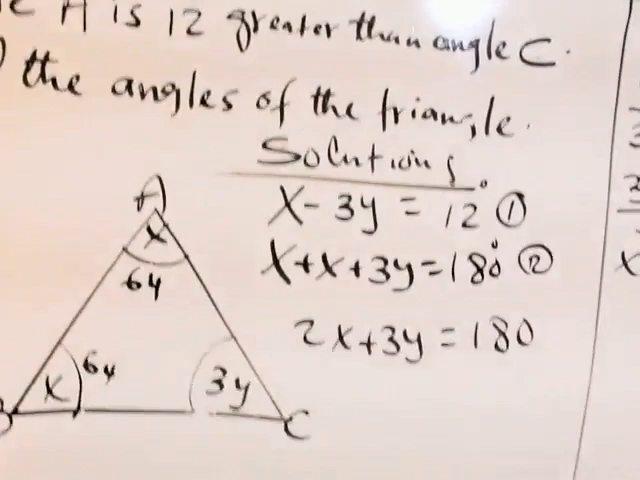 A is 12 greater than angle C.
the angles of the triangle.
Solutions
x - 3y = 12° ①
x + x + 3y = 180° ②
2x + 3y = 180
A
x
64
x 64
3y
B C